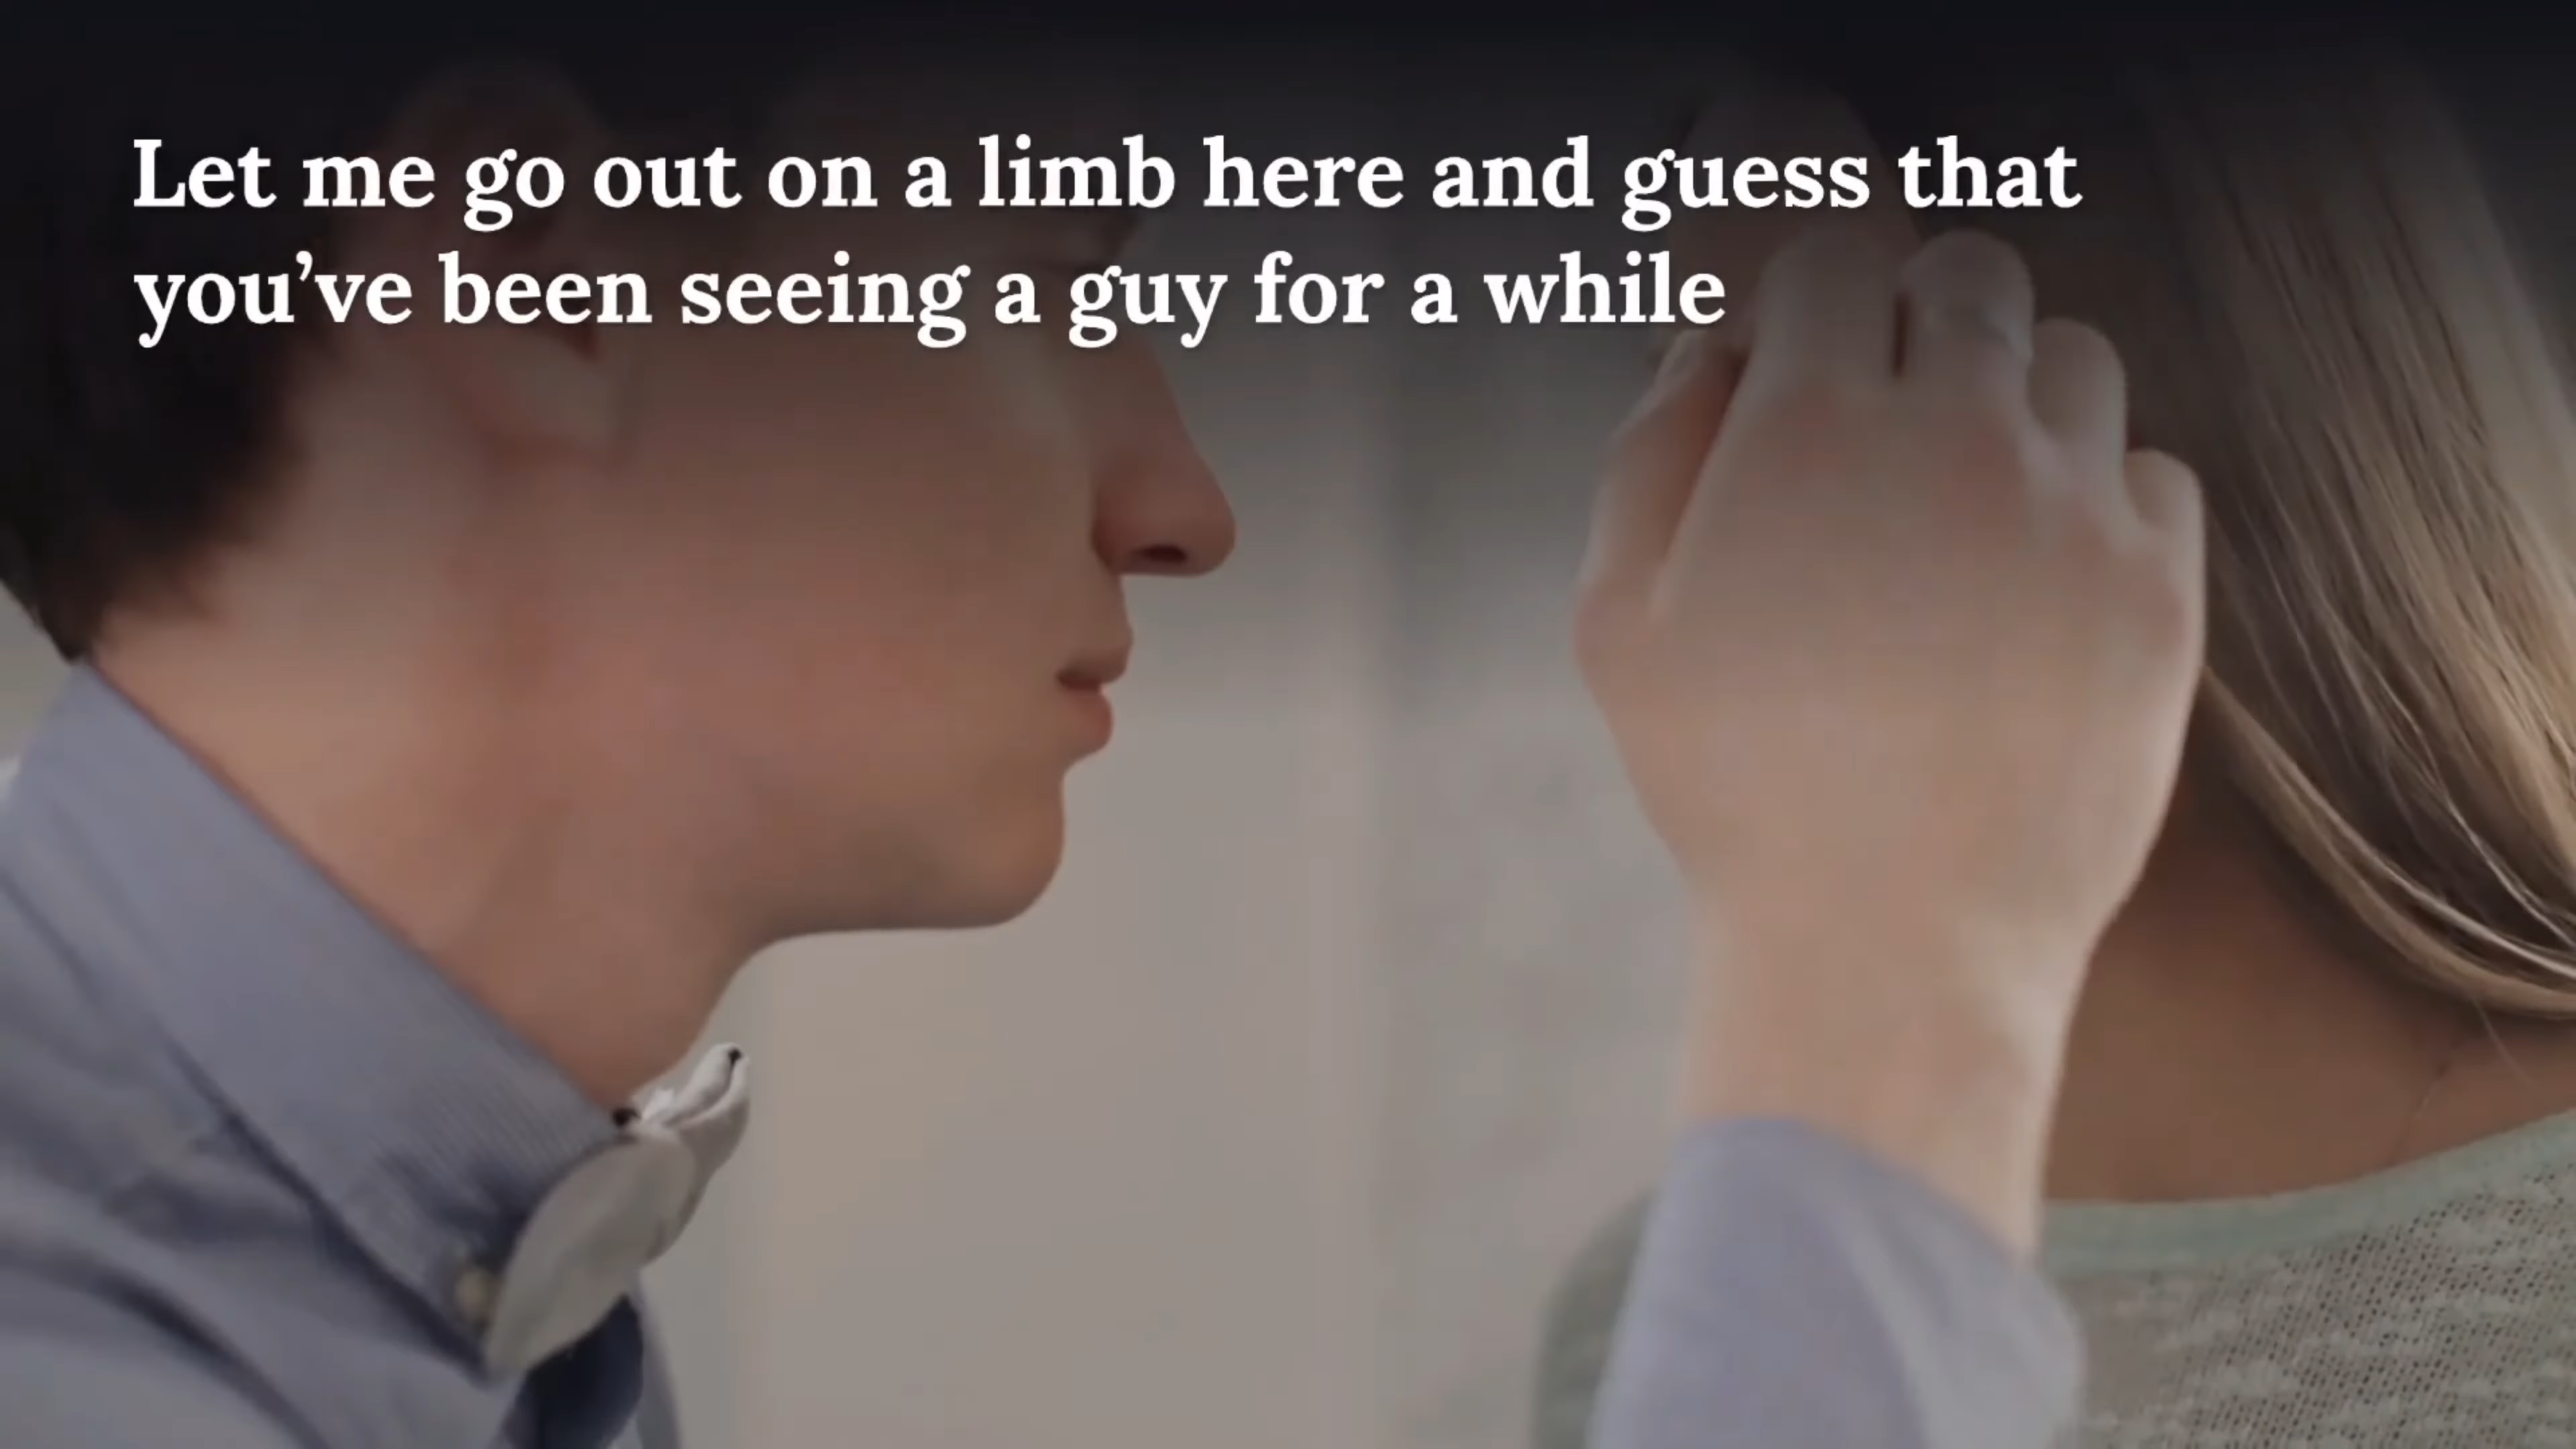 Let me go out on a limb here and guess that
you’ve been seeing a guy for a while